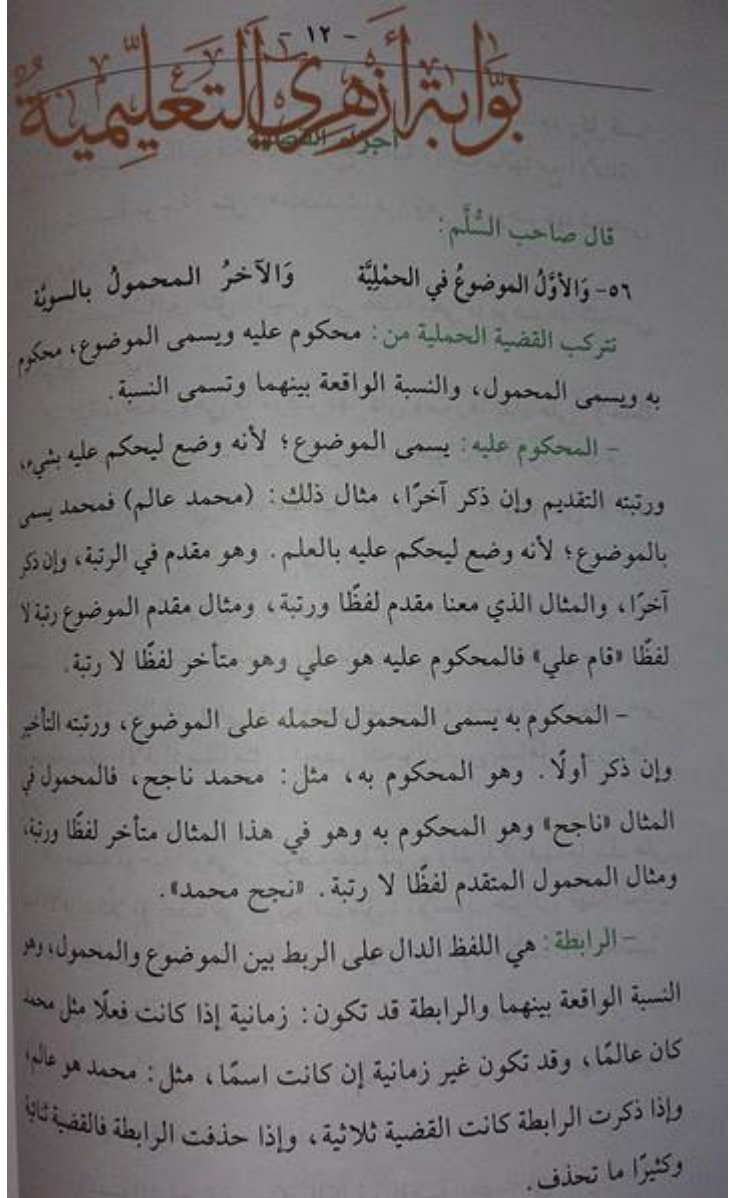 - ١٢ -
بوابة أزهري التعليمية
أجزاء القضية
قال صاحب السُّلَّم:
٥٦- وَالأوَّلُ الموضوعُ في الحمْلِيَّة وَالآخرُ المحمولُ بالسويَّة
تتركب القضية الحملية من: محكوم عليه ويسمى الموضوع، محكوم
به ويسمى المحمول، والنسبة الواقعة بينهما وتسمى النسبة.
- المحكوم عليه: يسمى الموضوع؛ لأنه وضع ليحكم عليه بشيء،
ورتبته التقديم وإن ذكر آخرًا، مثال ذلك: (محمد عالم) فمحمد يسمى
بالموضوع؛ لأنه وضع ليحكم عليه بالعلم. وهو مقدم في الرتبة، وإن ذكر
آخرًا، والمثال الذي معنا مقدم لفظًا ورتبة، ومثال مقدم الموضوع رتبة لا
لفظًا «قام علي» فالمحكوم عليه هو علي وهو متأخر لفظًا لا رتبة.
- المحكوم به يسمى المحمول لحمله على الموضوع، ورتبته التأخير
وإن ذكر أولًا. وهو المحكوم به، مثل: محمد ناجح، فالمحمول في
المثال «ناجح» وهو المحكوم به وهو في هذا المثال متأخر لفظًا ورتبة،
ومثال المحمول المتقدم لفظًا لا رتبة. «نجح محمد».
- الرابطة: هي اللفظ الدال على الربط بين الموضوع والمحمول، وهو
النسبة الواقعة بينهما والرابطة قد تكون: زمانية إذا كانت فعلًا مثل محمد
كان عالمًا، وقد تكون غير زمانية إن كانت اسمًا، مثل: محمد هو عالم،
وإذا ذكرت الرابطة كانت القضية ثلاثية، وإذا حذفت الرابطة فالقضية ثنائية
وكثيرًا ما تحذف.